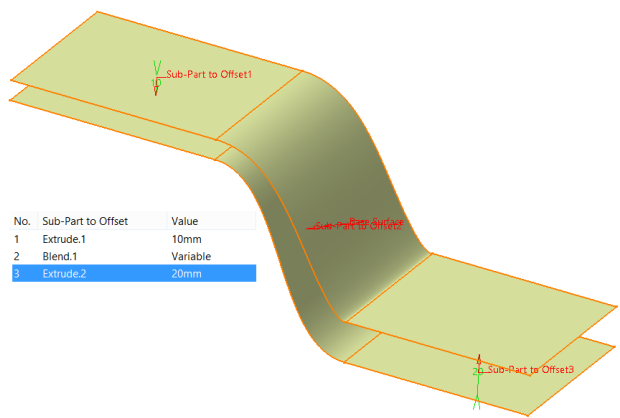 Sub-Part to Offset1
10
Base Surface
Sub-Part to Offset2
No. Sub-Part to Offset Value
1 Extrude.1 10mm
2 Blend.1 Variable
3 Extrude.2 20mm
20
Sub-Part to Offset3